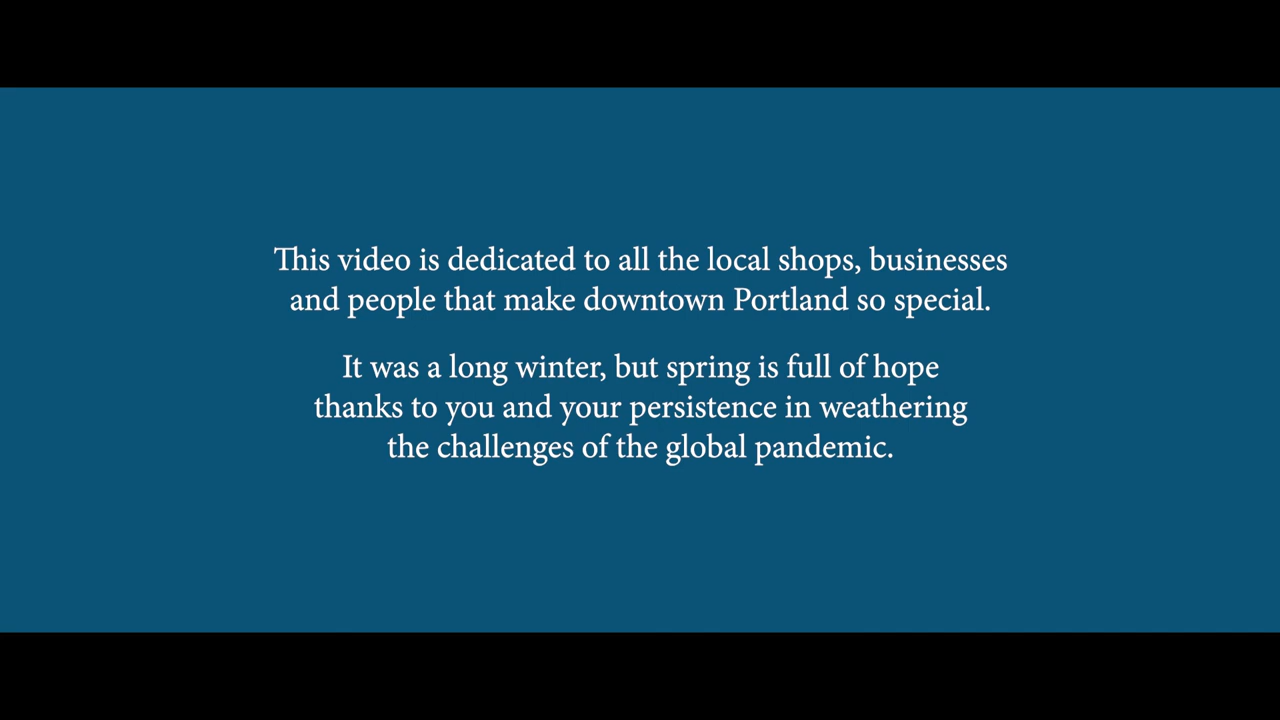 This video is dedicated to all the local shops, businesses
and people that make downtown Portland so special.
It was a long winter, but spring is full of hope
thanks to you and your persistence in weathering
the challenges of the global pandemic.